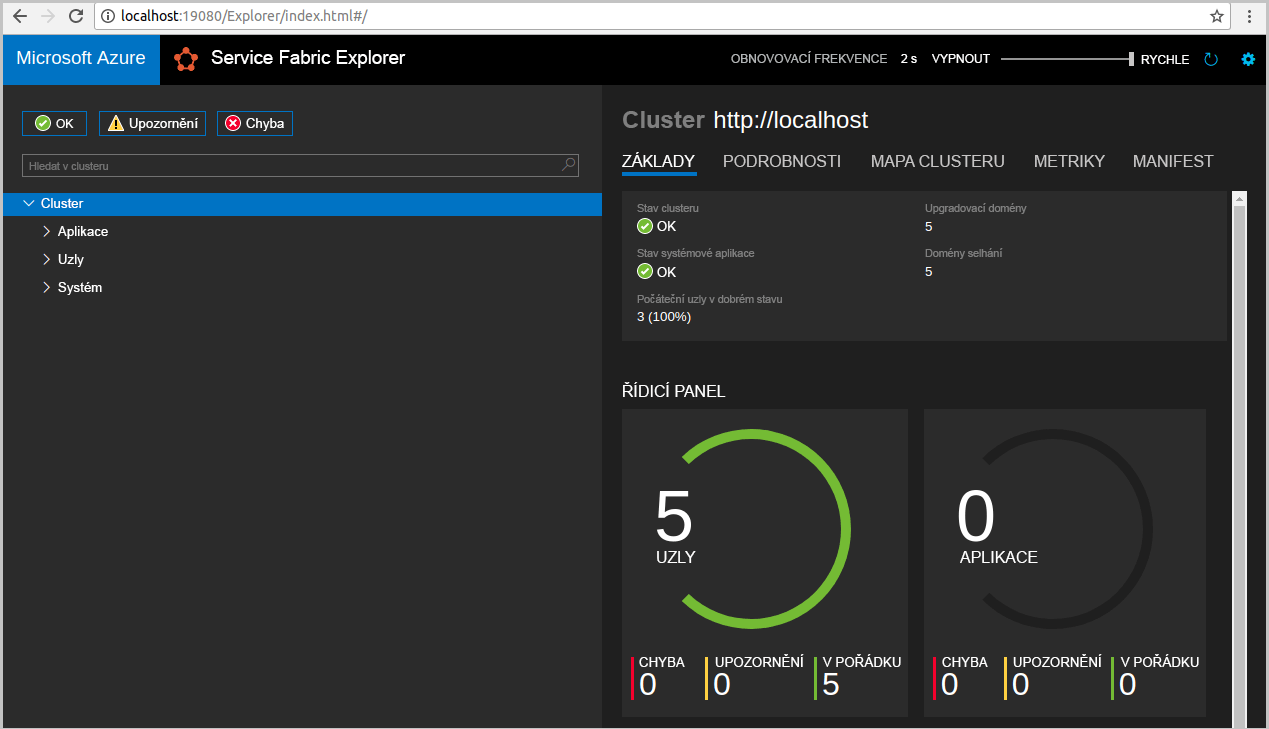 localhost:19080/Explorer/index.html#/
Microsoft Azure
Service Fabric Explorer
OBNOVOVACÍ FREKVENCE 2 s VYPNOUT RYCHLE
OK Upozornění Chyba
Hledat v clusteru
Cluster
Aplikace
Uzly
Systém
Cluster http://localhost
ZÁKLADY PODROBNOSTI MAPA CLUSTERU METRIKY MANIFEST
Stav clusteru
OK
Upgradovací domény
5
Stav systémové aplikace
OK
Domény selhání
5
Počáteční uzly v dobrém stavu
3 (100%)
ŘÍDICÍ PANEL
5
UZLY
CHYBA UPOZORNĚNÍ V POŘÁDKU
0 0 5
0
APLIKACE
CHYBA UPOZORNĚNÍ V POŘÁDKU
0 0 0